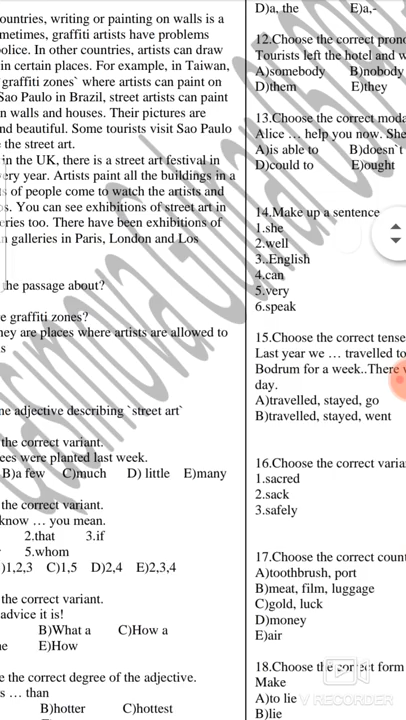 ountries, writing or painting on walls is a
metimes, graffiti artists have problems
police. In other countries, artists can draw
in certain places. For example, in Taiwan,
graffiti zones` where artists can paint on
Sao Paulo in Brazil, street artists can paint
n walls and houses. Their pictures are
nd beautiful. Some tourists visit Sao Paulo
the street art.
in the UK, there is a street art festival in
ery year. Artists paint all the buildings in a
s of people come to watch the artists and
s. You can see exhibitions of street art in
eries too. There have been exhibitions of
n galleries in Paris, London and Los
the passage about?
e graffiti zones?
hey are places where artists are allowed to
s
ne adjective describing `street art`
the correct variant.
ees were planted last week.
B)a few C)much D) little E)many
the correct variant.
know … you mean.
2.that 3.if
5.whom
)1,2,3 C)1,5 D)2,4 E)2,3,4
the correct variant.
advice it is!
B)What a C)How a
ne E)How
e the correct degree of the adjective.
s … than
B)hotter C)hottest
D)a, the E)a,-
12.Choose the correct prono
Tourists left the hotel and w
A)somebody B)nobody
D)them E)they
13.Choose the correct moda
Alice … help you now. She
A)is able to B)doesn`t
D)could to E)ought
14.Make up a sentence
1.she
2.well
3..English
4.can
5.very
6.speak
15.Choose the correct tense
Last year we … travelled to
Bodrum for a week..There w
day.
A)travelled, stayed, go
B)travelled, stayed, went
16.Choose the correct varia
1.sacred
2.sack
3.safely
17.Choose the correct count
A)toothbrush, port
B)meat, film, luggage
C)gold, luck
D)money
E)air
18.Choose the correct form
Make
A)to lie
B)lie
V RECORDER